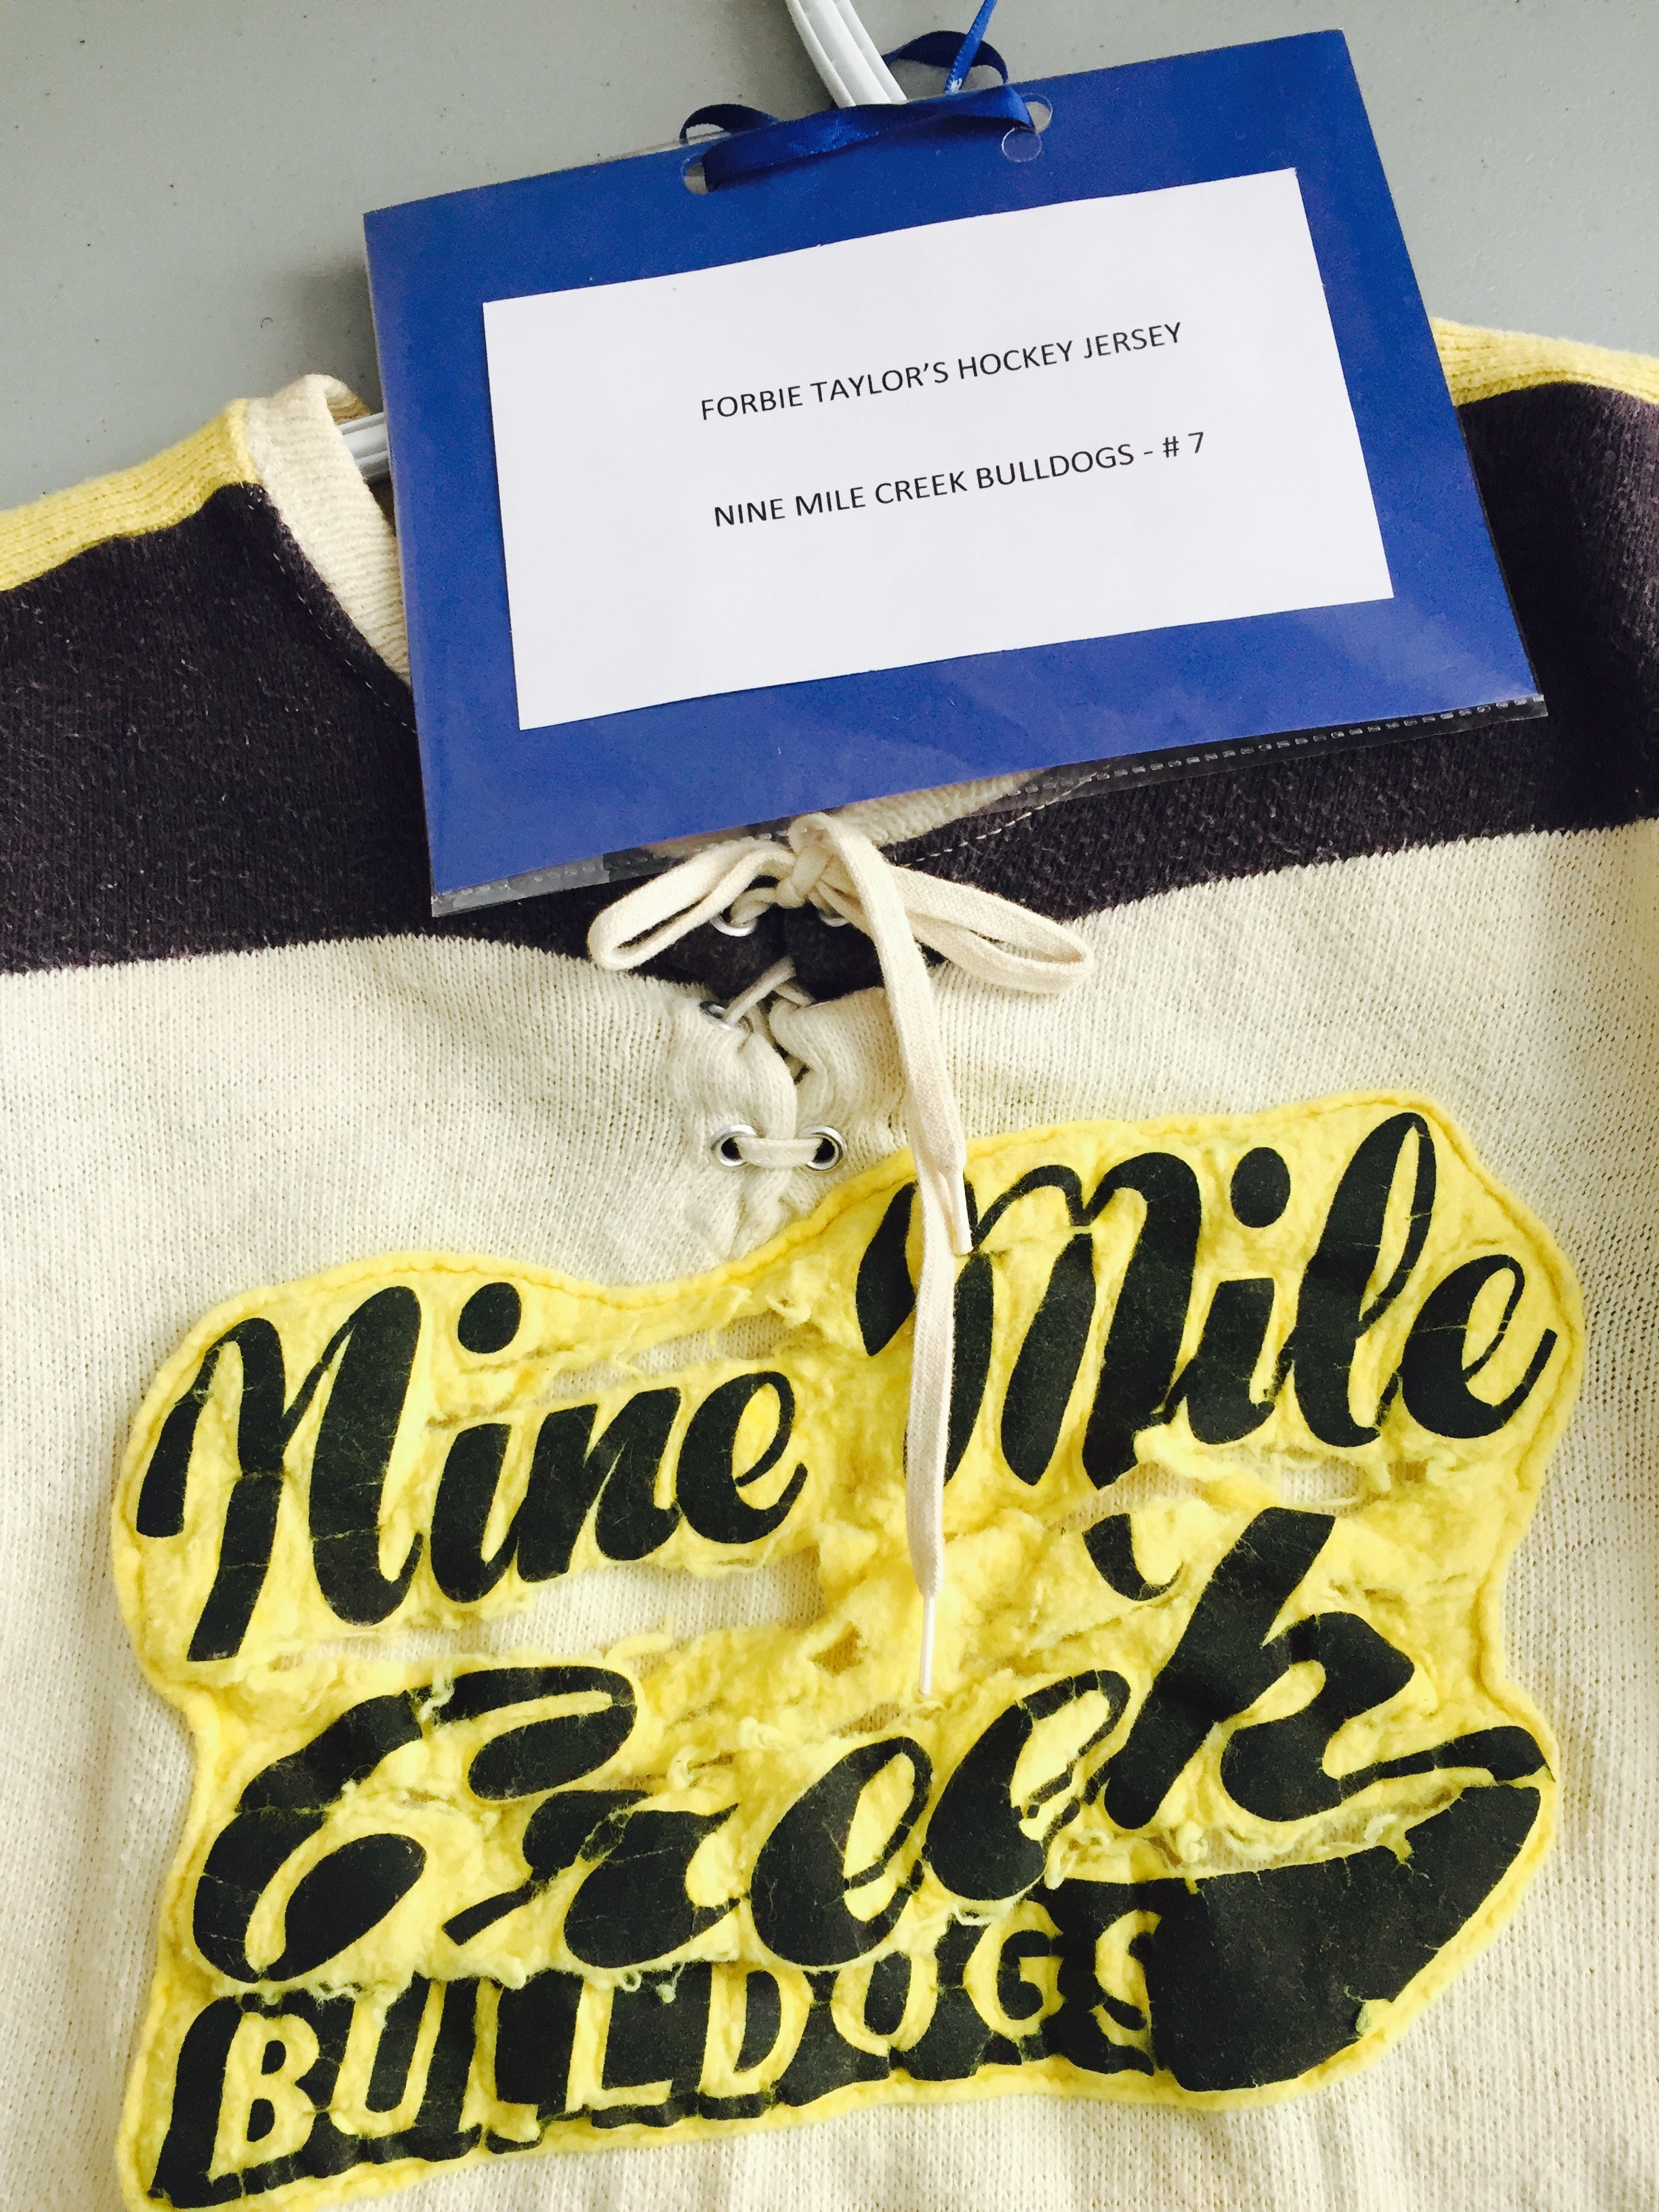 FORBIE TAYLOR'S HOCKEY JERSEY
NINE MILE CREEK BULLDOGS - # 7
Nine Mile
Creek
BULLDOGS